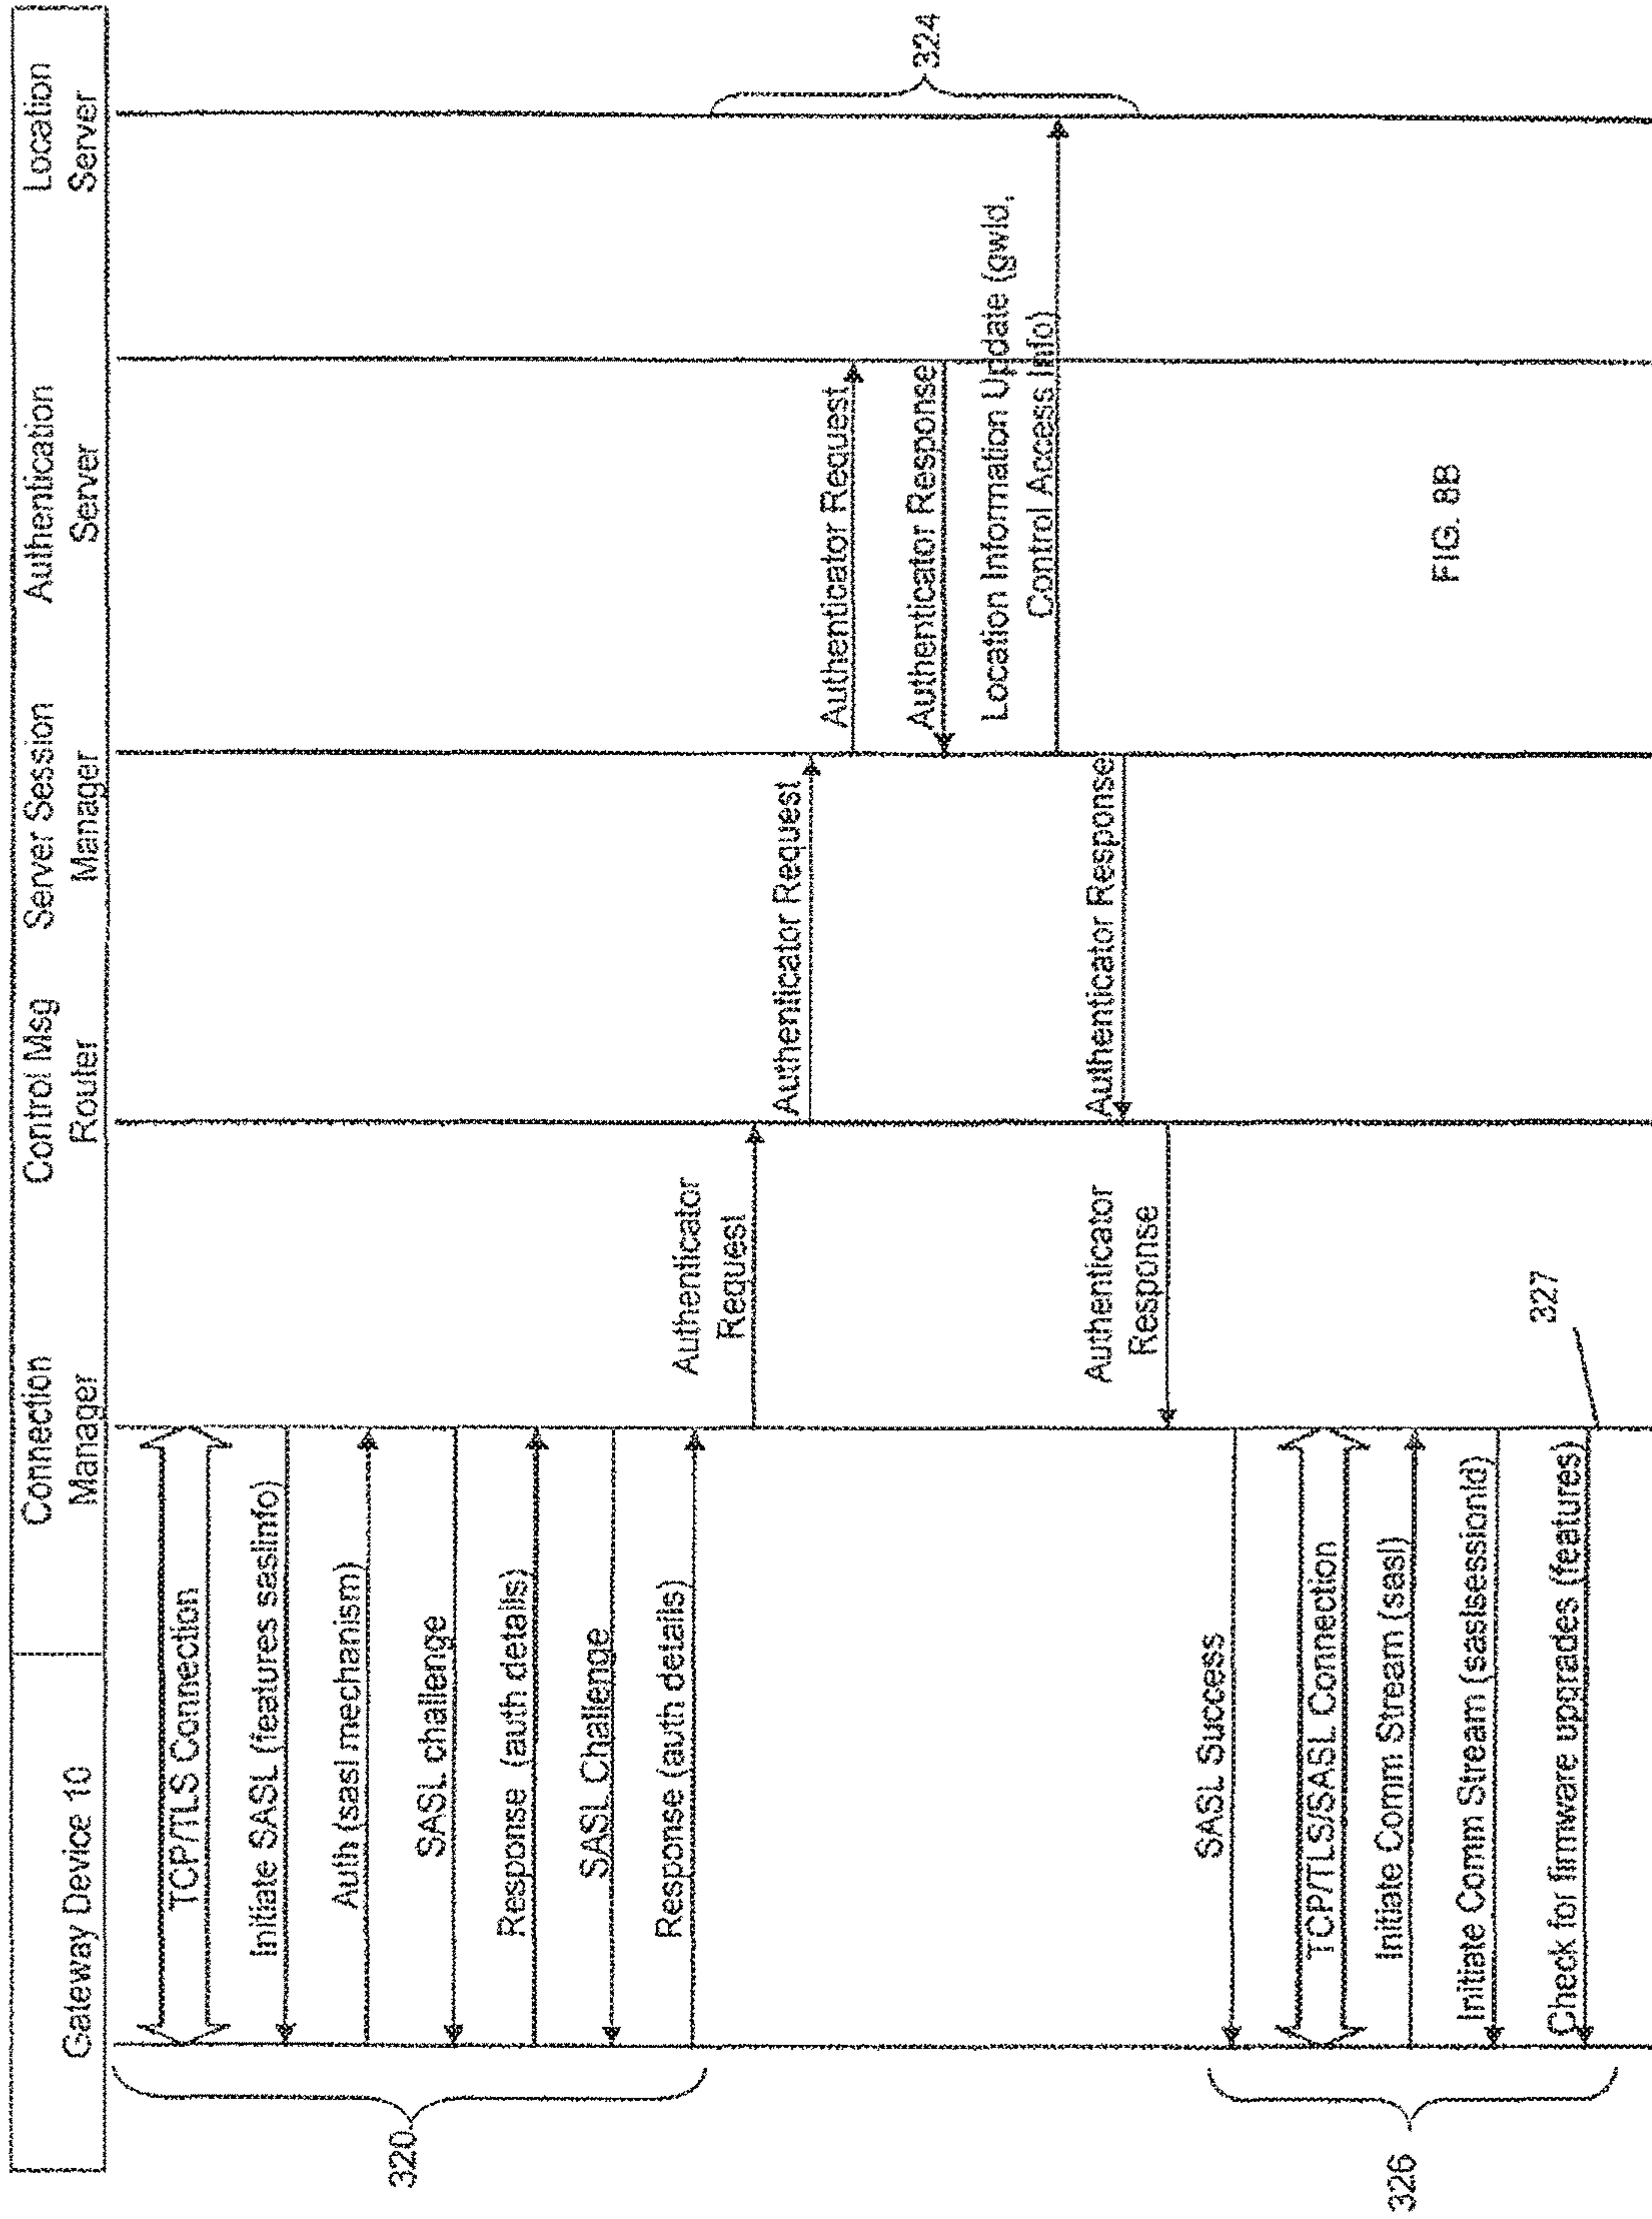 Gateway Device 10
Connection
Manager
Control Msg
Router
Server Session
Manager
Authentication
Server
Location
Server
TCP/TLS Connection
Initiate SASL (features saslinfo)
Auth (sasl mechanism)
SASL challenge
Response (auth details)
SASL Challenge
Response (auth details)
320
Authenticator
Request
Authenticator Request
Authenticator Request
Authenticator Response
Location Information Update (gwId,
Control Access Info)
324
Authenticator Response
Authenticator
Response
SASL Success
TCP/TLS/SASL Connection
Initiate Comm Stream (sasl)
Initiate Comm Stream (saslsessionId)
Check for firmware upgrades (features)
326
327
FIG. 8B